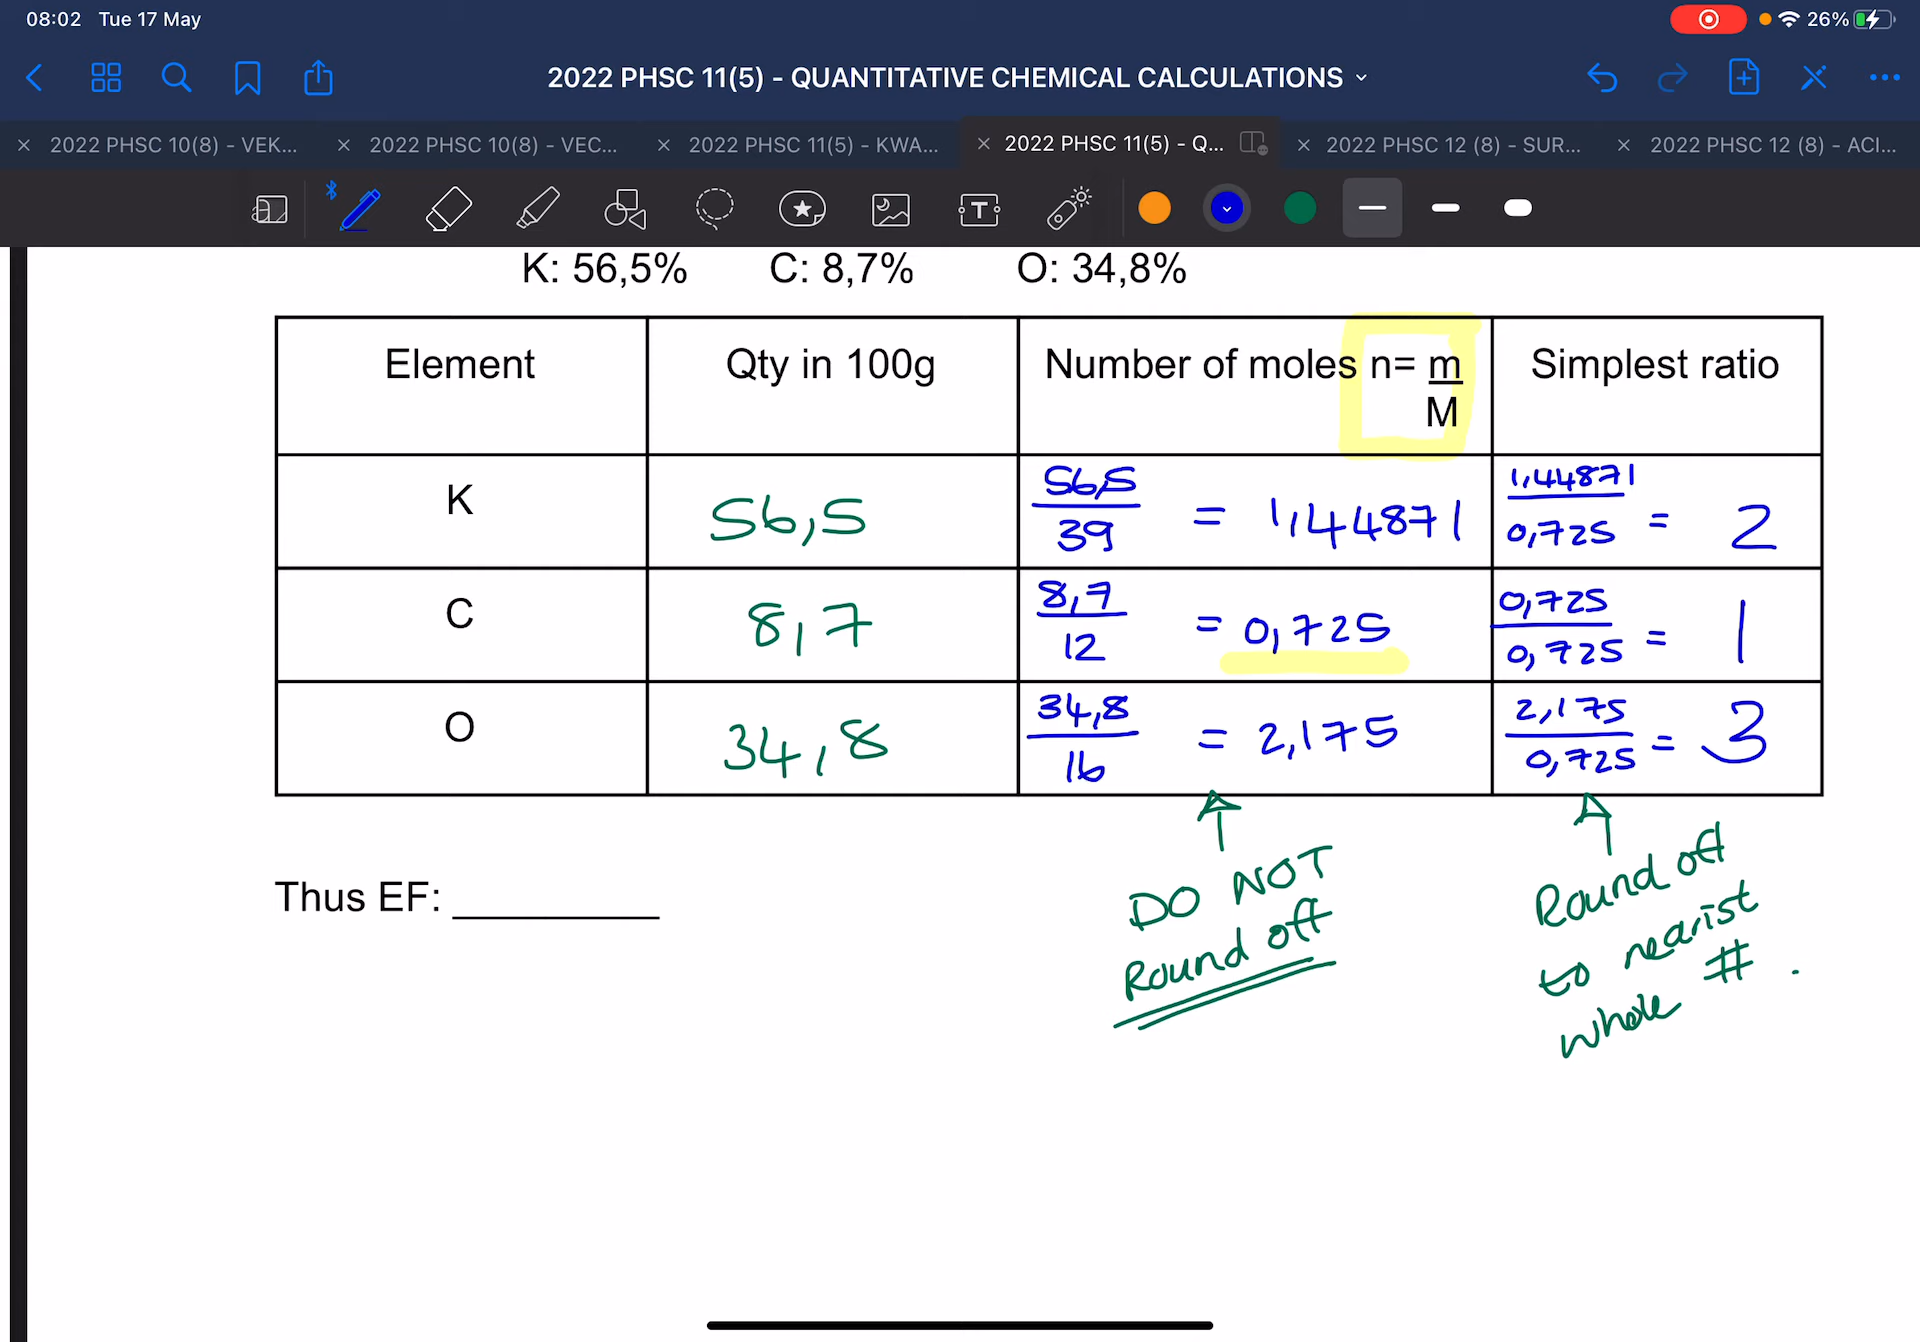 08:02 Tue 17 May
26%
2022 PHSC 11(5) - QUANTITATIVE CHEMICAL CALCULATIONS
2022 PHSC 10(8) - VEK...
2022 PHSC 10(8) - VEC...
2022 PHSC 11(5) - KWA...
2022 PHSC 11(5) - Q...
2022 PHSC 12 (8) - SUR...
2022 PHSC 12 (8) - ACI...
K: 56,5% C: 8,7% O: 34,8%
Element Qty in 100g Number of moles n= m/M Simplest ratio
K 56,5 56,5/39 = 1,44871 1,44871/0,725 = 2
C 8,7 8,7/12 = 0,725 0,725/0,725 = 1
O 34,8 34,8/16 = 2,175 2,175/0,725 = 3
DO NOT
Round off
Round off
to nearist
whole #.
Thus EF: __________